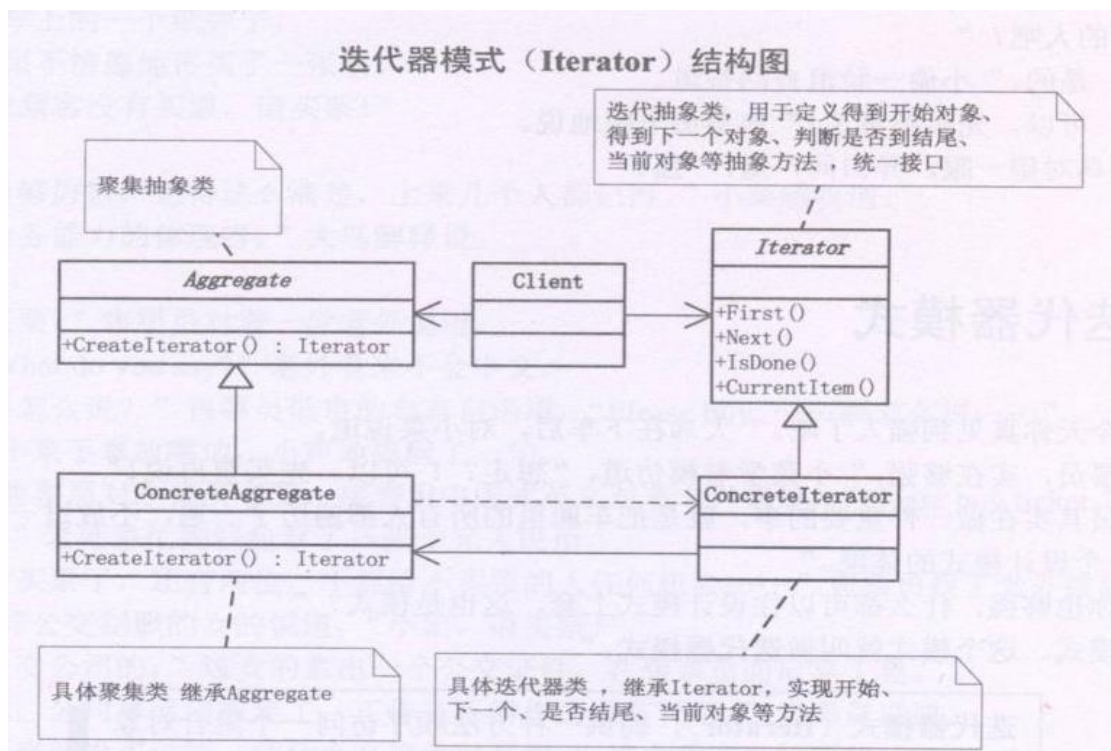 迭代器模式（Iterator）结构图
迭代抽象类，用于定义得到开始对象、
得到下一个对象、判断是否到结尾、
当前对象等抽象方法，统一接口
聚集抽象类
Aggregate
+CreateIterator() : Iterator
Client
Iterator
+First()
+Next()
+IsDone()
+CurrentItem()
ConcreteAggregate
+CreateIterator() : Iterator
ConcreteIterator
具体聚集类 继承Aggregate
具体迭代器类 ，继承Iterator，实现开始、
下一个、是否结尾、当前对象等方法